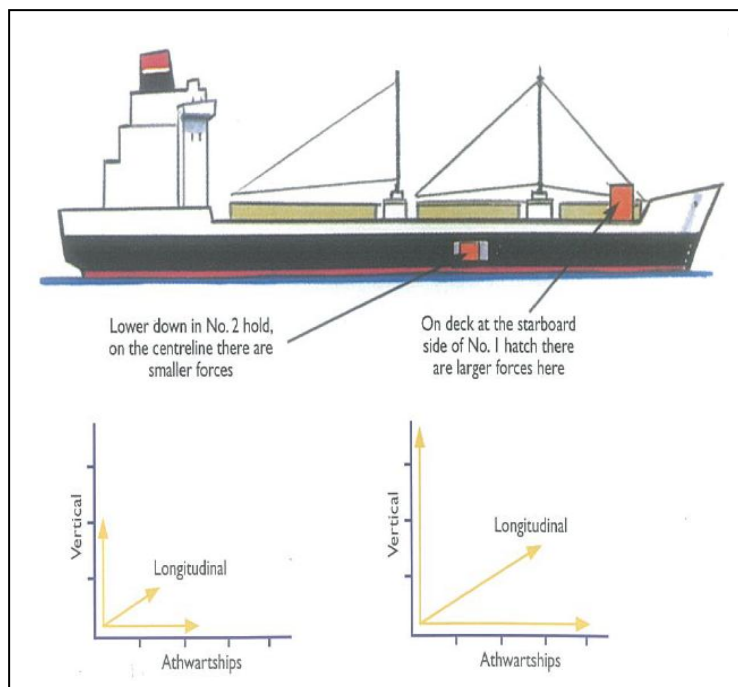 Lower down in No. 2 hold,
on the centreline there are
smaller forces
On deck at the starboard
side of No. 1 hatch there
are larger forces here
Vertical
Longitudinal
Athwartships
Vertical
Longitudinal
Athwartships